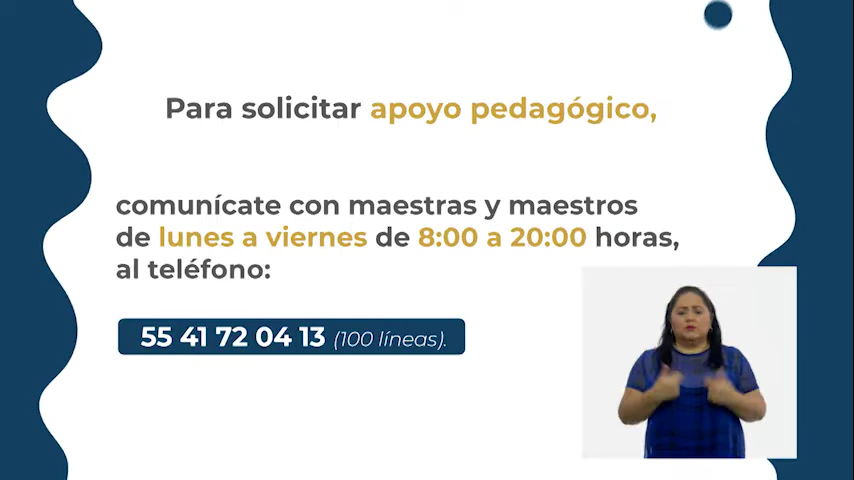 Para solicitar apoyo pedagógico,
comunícate con maestras y maestros
de lunes a viernes de 8:00 a 20:00 horas,
al teléfono:
55 41 72 04 13 (100 líneas).